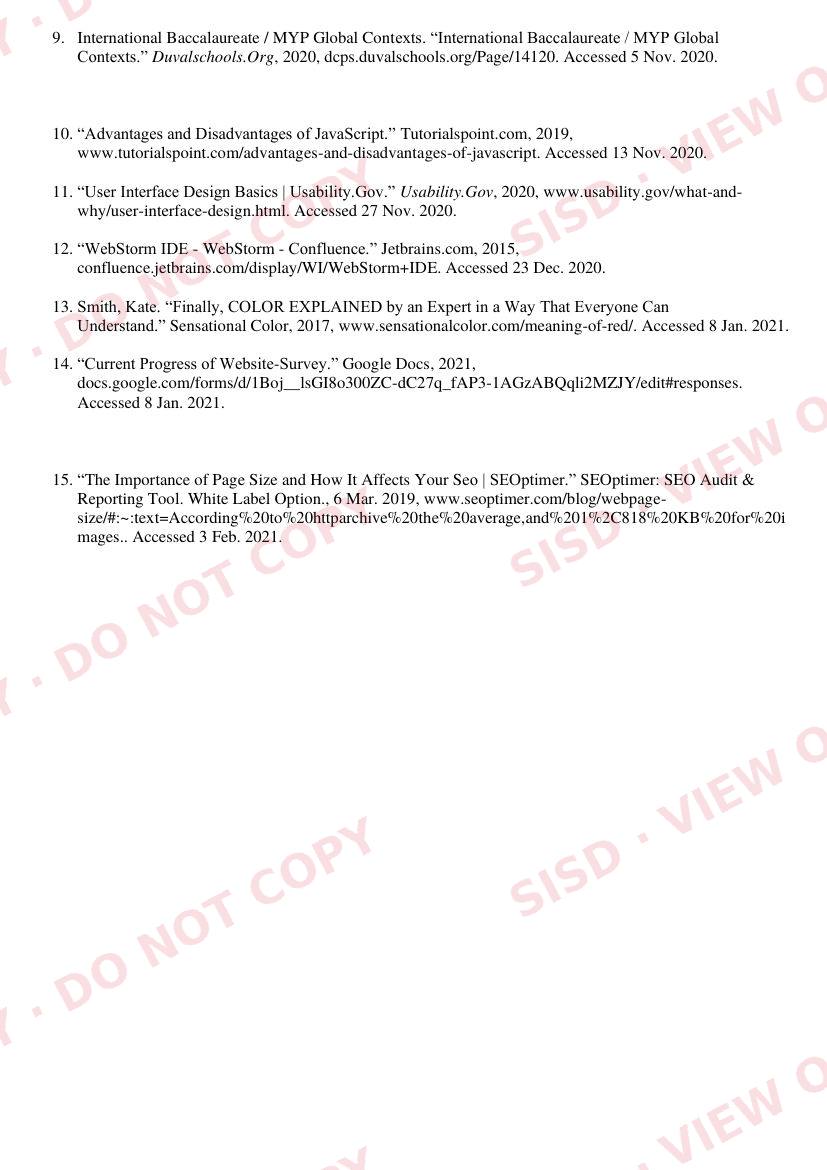 9. International Baccalaureate / MYP Global Contexts. “International Baccalaureate / MYP Global
Contexts.” Duvalschools.Org, 2020, dcps.duvalschools.org/Page/14120. Accessed 5 Nov. 2020.
10. “Advantages and Disadvantages of JavaScript.” Tutorialspoint.com, 2019,
www.tutorialspoint.com/advantages-and-disadvantages-of-javascript. Accessed 13 Nov. 2020.
11. “User Interface Design Basics | Usability.Gov.” Usability.Gov, 2020, www.usability.gov/what-and-
why/user-interface-design.html. Accessed 27 Nov. 2020.
12. “WebStorm IDE - WebStorm - Confluence.” Jetbrains.com, 2015,
confluence.jetbrains.com/display/WI/WebStorm+IDE. Accessed 23 Dec. 2020.
13. Smith, Kate. “Finally, COLOR EXPLAINED by an Expert in a Way That Everyone Can
Understand.” Sensational Color, 2017, www.sensationalcolor.com/meaning-of-red/. Accessed 8 Jan. 2021.
14. “Current Progress of Website-Survey.” Google Docs, 2021,
docs.google.com/forms/d/1Boj__lsGI8o300ZC-dC27q_fAP3-1AGzABQqli2MZJY/edit#responses.
Accessed 8 Jan. 2021.
15. “The Importance of Page Size and How It Affects Your Seo | SEOptimer.” SEOptimer: SEO Audit &
Reporting Tool. White Label Option., 6 Mar. 2019, www.seoptimer.com/blog/webpage-
size/#:~:text=According%20to%20httparchive%20the%20average,and%201%2C818%20KB%20for%20i
mages.. Accessed 3 Feb. 2021.
Y · DO NOT COPY
SISD · VIEW O
Y · DO NOT COPY
SISD · VIEW O
Y · DO NOT COPY
SISD · VIEW O
Y · DO NOT COPY
SISD · VIEW O